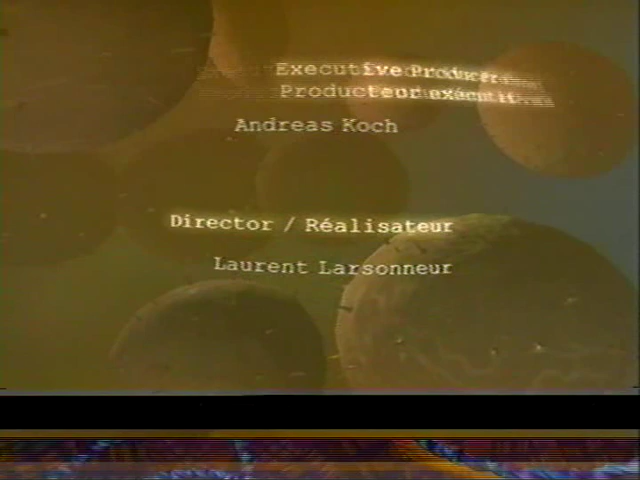 Executive Producer
Producteur exécutif
Andreas Koch
Director / Réalisateur
Laurent Larsonneur